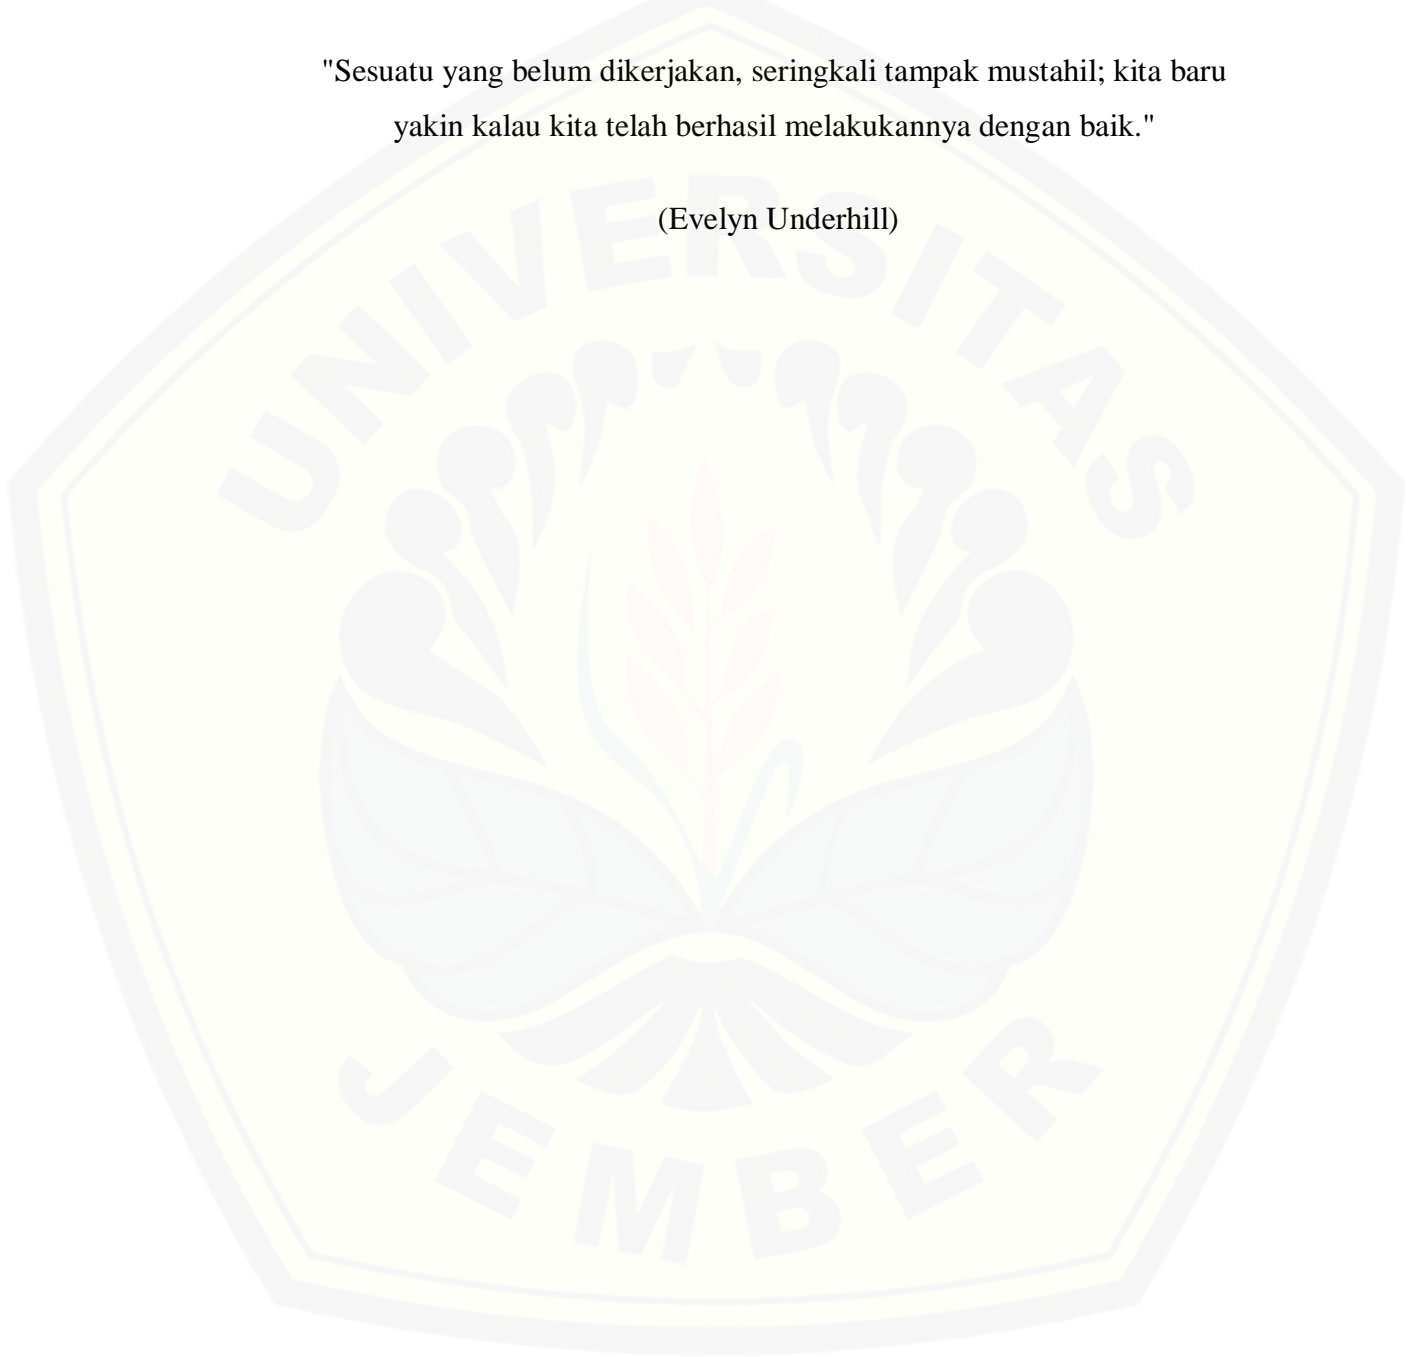 "Sesuatu yang belum dikerjakan, seringkali tampak mustahil; kita baru
yakin kalau kita telah berhasil melakukannya dengan baik."
(Evelyn Underhill)
UNIVERSITAS
JEMBER